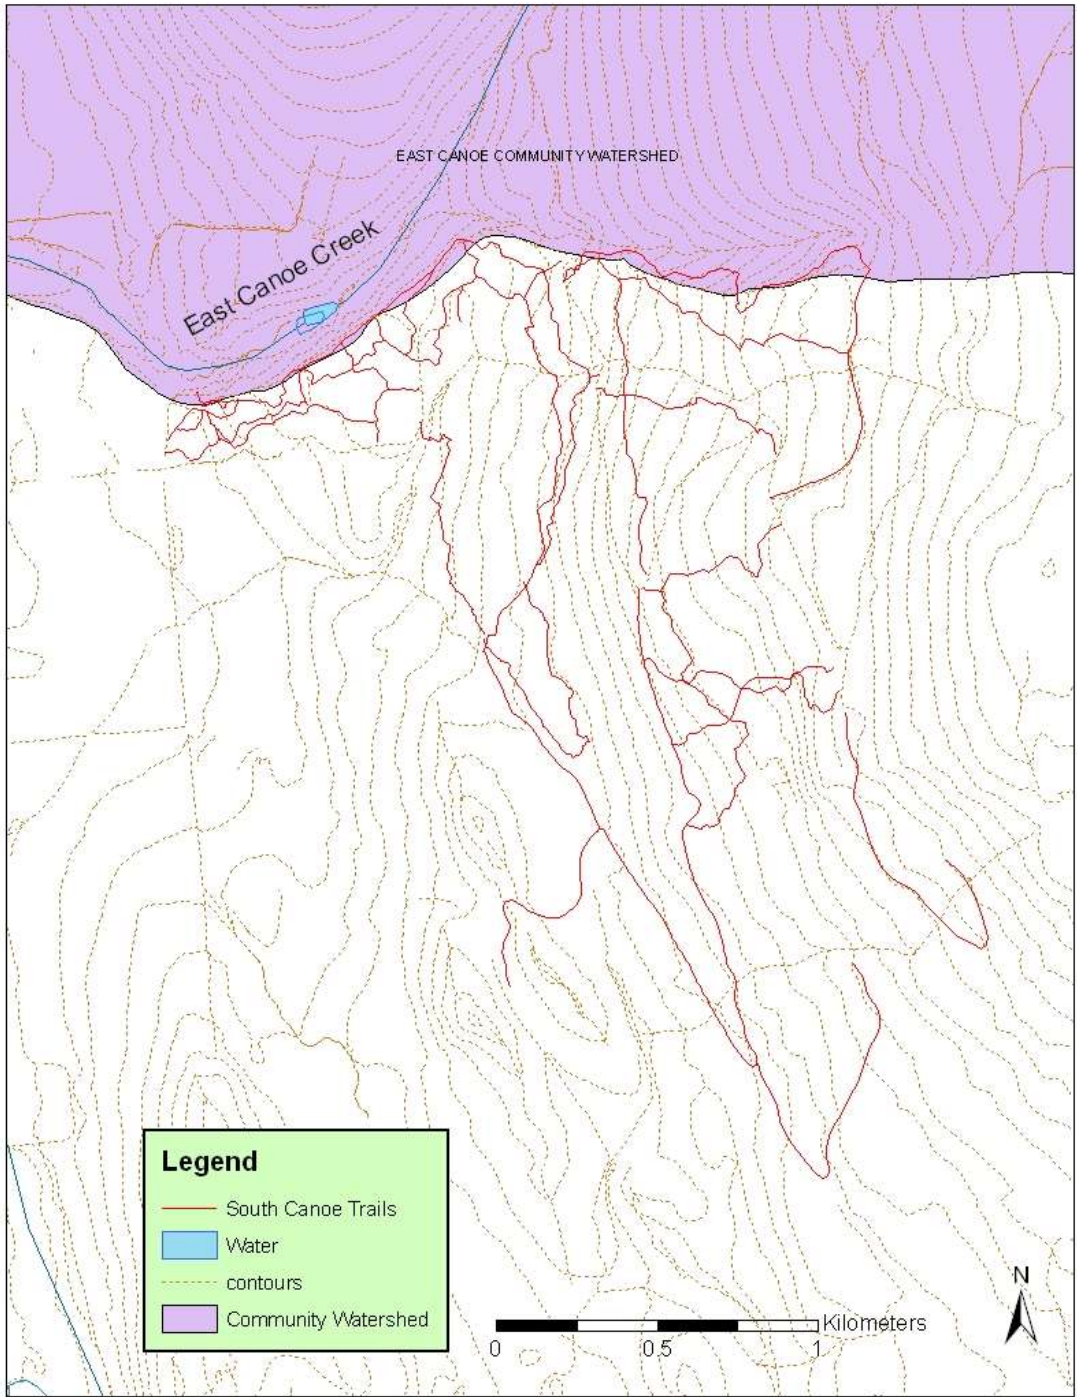 EAST CANOE COMMUNITY WATERSHED
East Canoe Creek
Legend
South Canoe Trails
Water
contours
Community Watershed
N
Kilometers
0 0.5 1